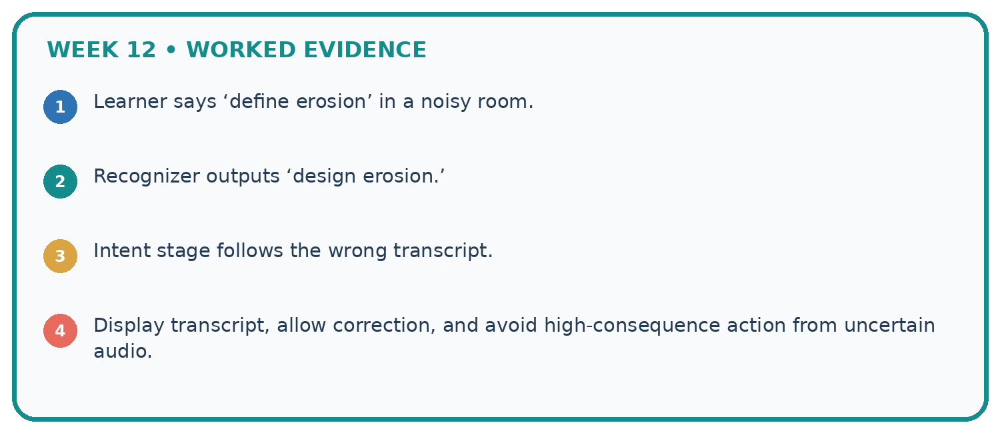 WEEK 12 • WORKED EVIDENCE
1 Learner says ‘define erosion’ in a noisy room.
2 Recognizer outputs ‘design erosion.’
3 Intent stage follows the wrong transcript.
4 Display transcript, allow correction, and avoid high-consequence action from uncertain
audio.